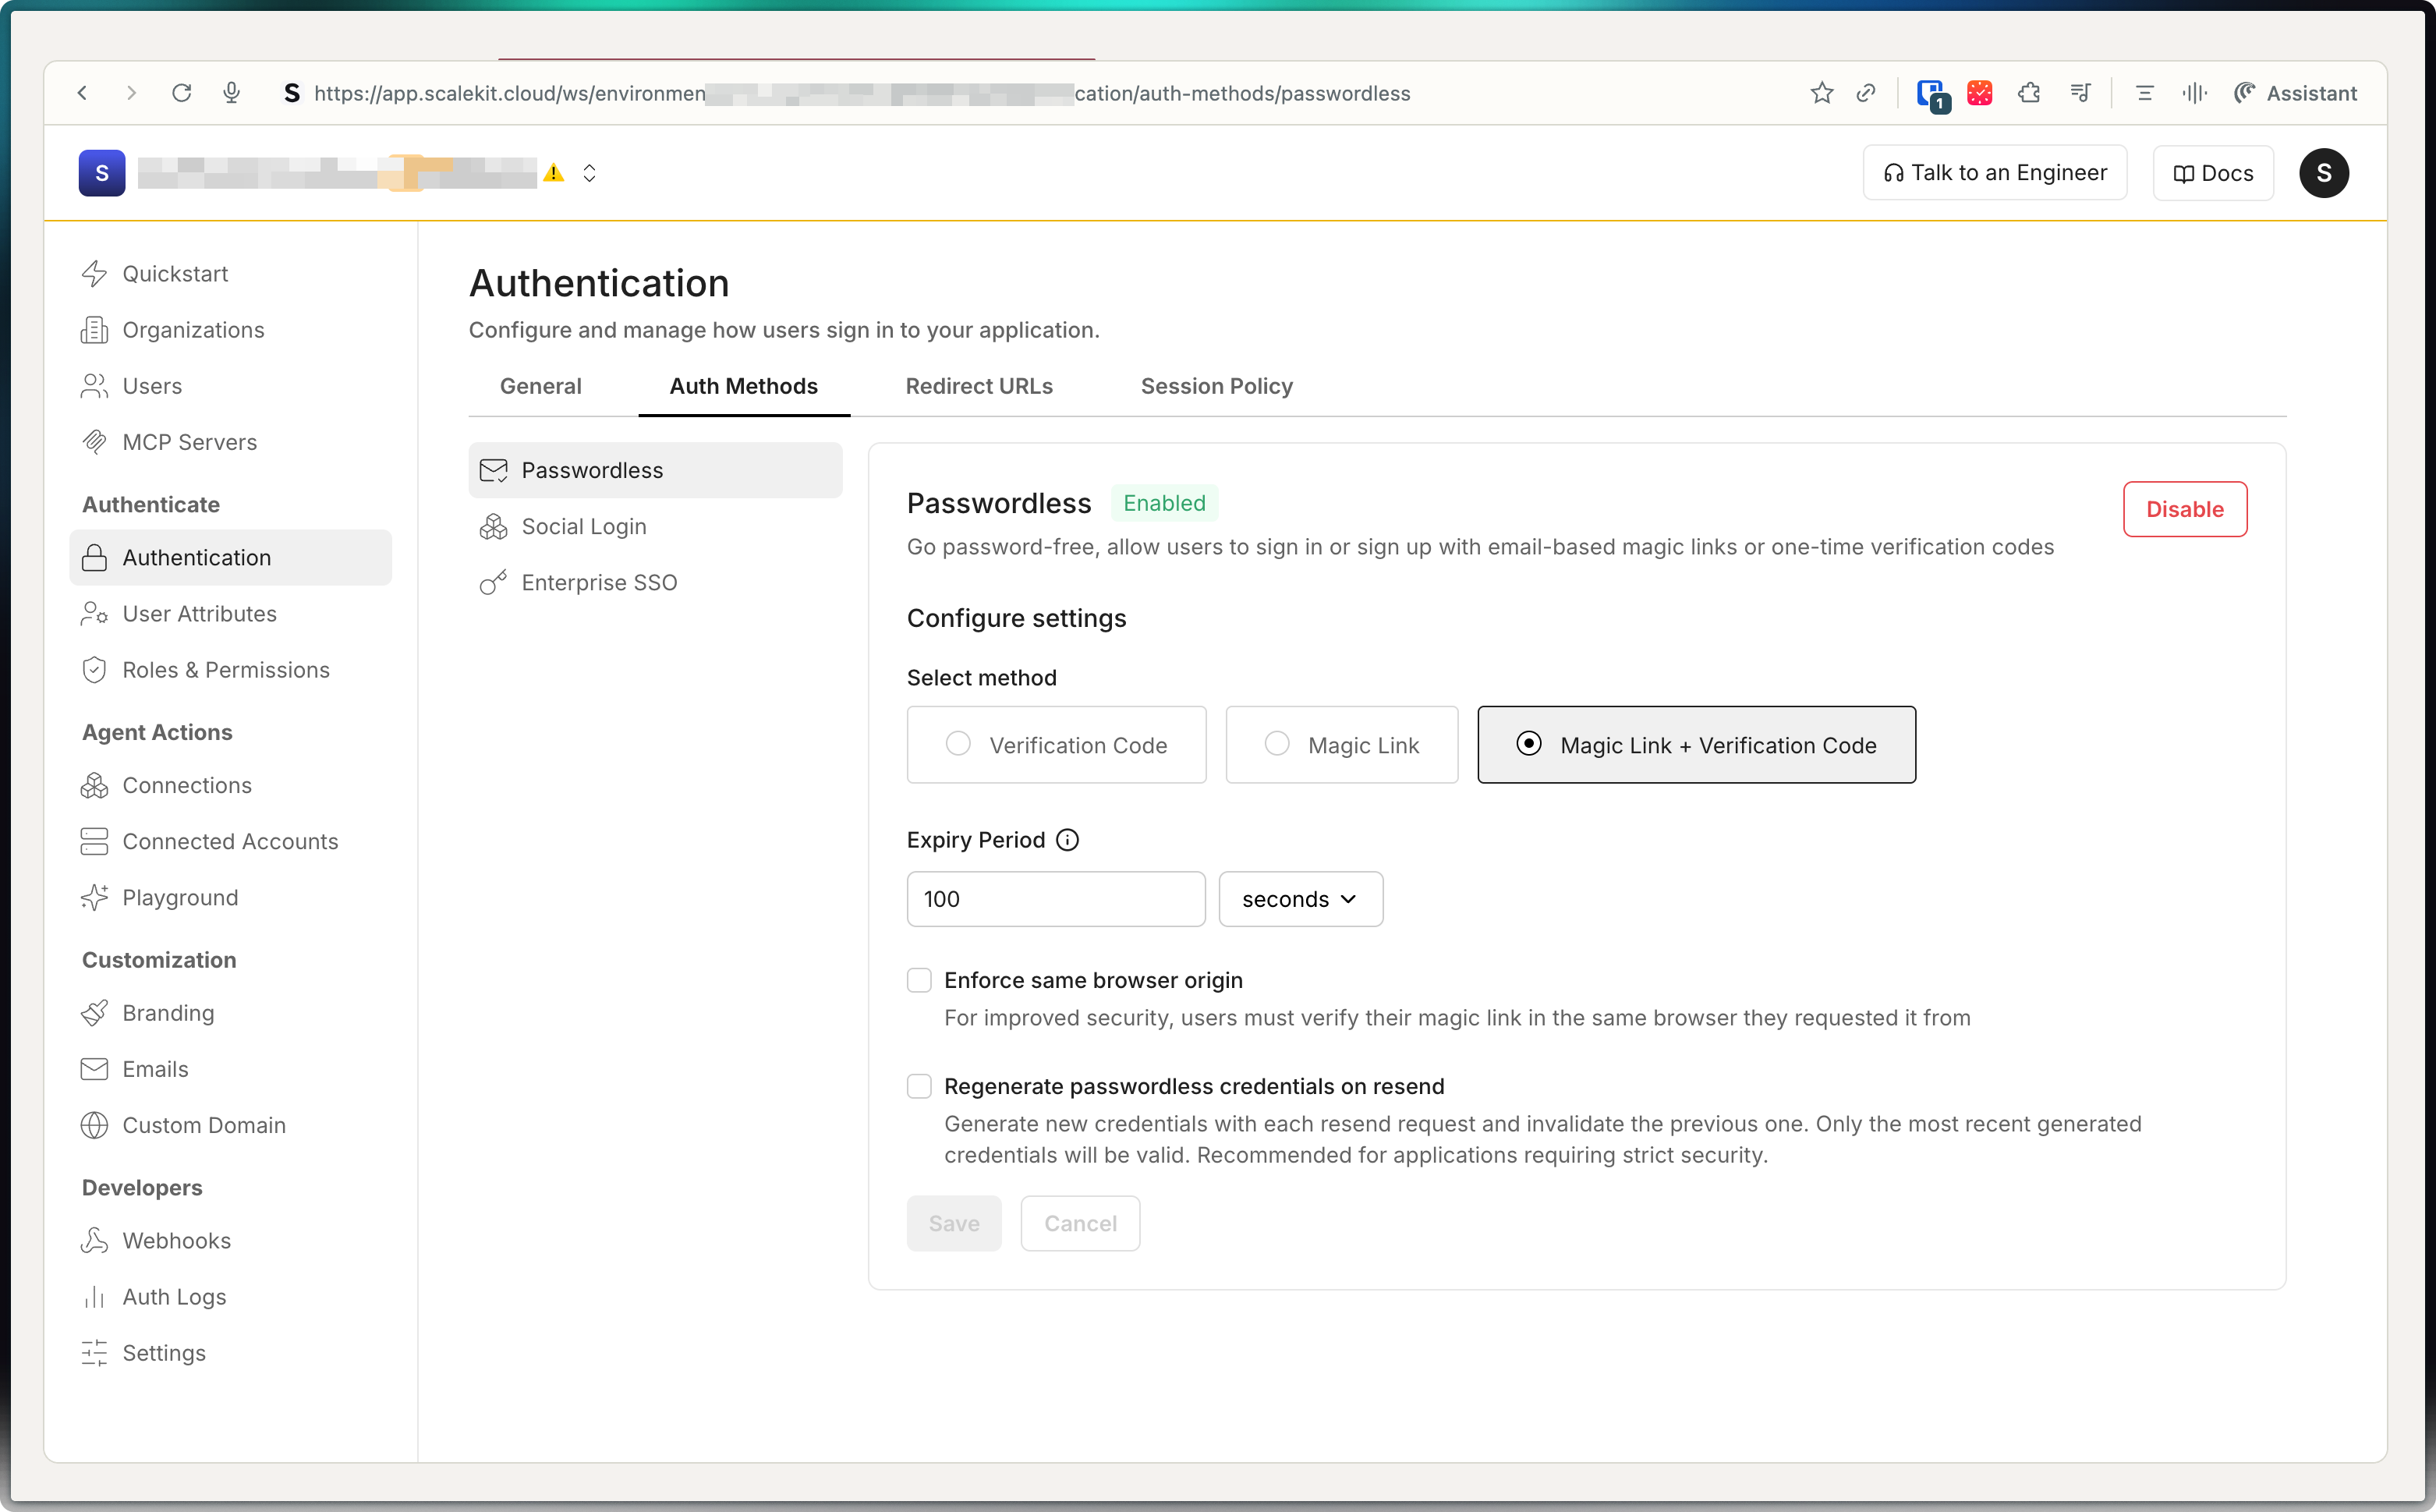 S https://app.scalekit.cloud/ws/environmen cation/auth-methods/passwordless
1
Assistant
S
Talk to an Engineer
Docs
S
Quickstart
Organizations
Users
MCP Servers
Authenticate
Authentication
User Attributes
Roles & Permissions
Agent Actions
Connections
Connected Accounts
Playground
Customization
Branding
Emails
Custom Domain
Developers
Webhooks
Auth Logs
Settings
Authentication
Configure and manage how users sign in to your application.
General Auth Methods Redirect URLs Session Policy
Passwordless
Social Login
Enterprise SSO
Passwordless Enabled
Disable
Go password-free, allow users to sign in or sign up with email-based magic links or one-time verification codes
Configure settings
Select method
Verification Code Magic Link Magic Link + Verification Code
Expiry Period
100 seconds
Enforce same browser origin
For improved security, users must verify their magic link in the same browser they requested it from
Regenerate passwordless credentials on resend
Generate new credentials with each resend request and invalidate the previous one. Only the most recent generated
credentials will be valid. Recommended for applications requiring strict security.
Save Cancel